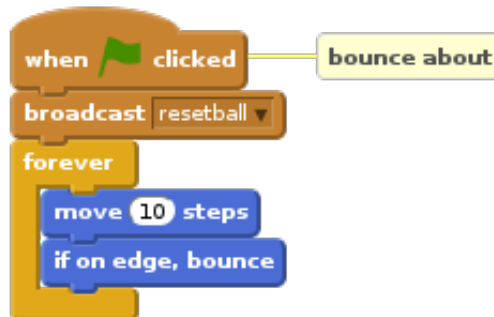 when clicked
bounce about
broadcast resetball
forever
move 10 steps
if on edge, bounce